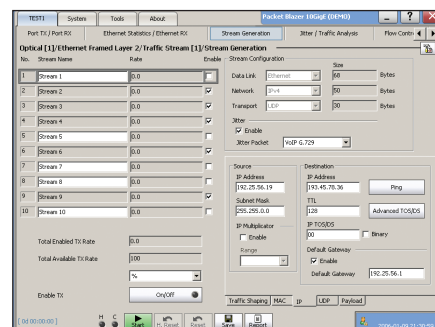 TEST1 System Tools About Packet Blazer 10GigE (DEMO)
Port TX / Port RX Ethernet Statistics / Ethernet RX Stream Generation Jitter / Traffic Analysis Flow Contr
Optical [1]/Ethernet Framed Layer 2/Traffic Stream [1]/Stream Generation
No. Stream Name Rate Enable
1 Stream 1 0.0
2 Stream 2 0.0
3 Stream 3 0.0
4 Stream 4 0.0
5 Stream 5 0.0
6 Stream 6 0.0
7 Stream 7 0.0
8 Stream 8 0.0
9 Stream 9 0.0
10 Stream 10 0.0
Total Enabled TX Rate 0.0
Total Available TX Rate 100
%
Enable TX On/Off
Stream Configuration
Size
Data Link Ethernet 68 Bytes
Network IPv4 50 Bytes
Transport UDP 30 Bytes
Jitter
Enable
Jitter Packet VoIP G.729
Source
IP Address
192.25.56.19
Subnet Mask
255.255.0.0
IP Multiplicator
Enable
Range
Destination
IP Address
193.45.78.36 Ping
TTL
128 Advanced TOS/DS
IP TOS/DS
00 Binary
Default Gateway
Enable
Default Gateway 192.25.56.1
Traffic Shaping MAC IP UDP Payload
[ 0d 00:00:00 ] H C Start H. Reset Reset Save Report